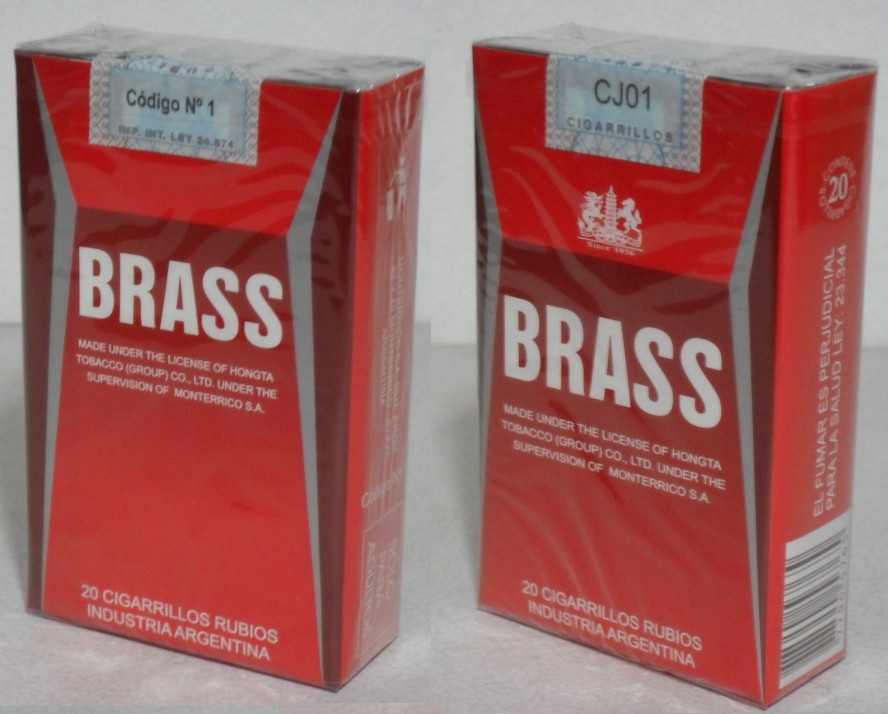 Código Nº 1
IMP. INT. LEY 24.674
BRASS
MADE UNDER THE LICENSE OF HONGTA
TOBACCO (GROUP) CO., LTD. UNDER THE
SUPERVISION OF MONTERRICO S.A.
20 CIGARRILLOS RUBIOS
INDUSTRIA ARGENTINA
CJ01
CIGARRILLOS
Since 1956
BRASS
MADE UNDER THE LICENSE OF HONGTA
TOBACCO (GROUP) CO., LTD. UNDER THE
SUPERVISION OF MONTERRICO S.A.
20 CIGARRILLOS RUBIOS
INDUSTRIA ARGENTINA
20
EL FUMAR ES PERJUDICIAL
PARA LA SALUD LEY: 23.344